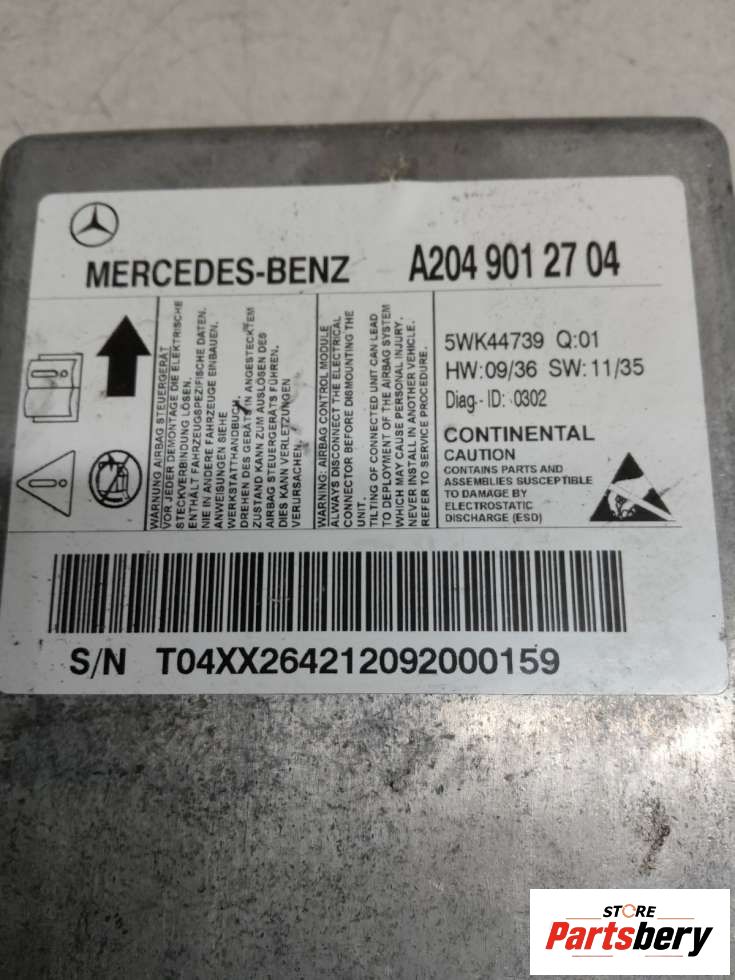 MERCEDES-BENZ
A204 901 27 04
WARNUNG AIRBAG STEUERGERÄT
VOR JEDER DEMONTAGE DIE ELEKTRISCHE
STECKVERBINDUNG LÖSEN.
ENTHÄLT FAHRZEUGSPEZIFISCHE DATEN.
NIE IN ANDERE FAHRZEUGE EINBAUEN.
ANWEISUNGEN SIEHE
WERKSTATTHANDBUCH.
DREHEN DES GERÄTS IN ANGESTECKTEM
ZUSTAND KANN ZUM AUSLÖSEN DES
AIRBAG STEUERGERÄTS FÜHREN.
DIES KANN VERLETZUNGEN
VERURSACHEN.
WARNING: AIRBAG CONTROL MODULE
ALWAYS DISCONNECT THE ELECTRICAL
CONNECTOR BEFORE DISMOUNTING THE
UNIT.
TILTING OF CONNECTED UNIT CAN LEAD
TO DEPLOYMENT OF THE AIRBAG SYSTEM
WHICH MAY CAUSE PERSONAL INJURY.
NEVER INSTALL IN ANOTHER VEHICLE.
REFER TO SERVICE PROCEDURE.
5WK44739 Q:01
HW:09/36 SW:11/35
Diag.-ID: 0302
CONTINENTAL
CAUTION
CONTAINS PARTS AND
ASSEMBLIES SUSCEPTIBLE
TO DAMAGE BY
ELECTROSTATIC
DISCHARGE (ESD)
S/N T04XX264212092000159
STORE
Partsbery